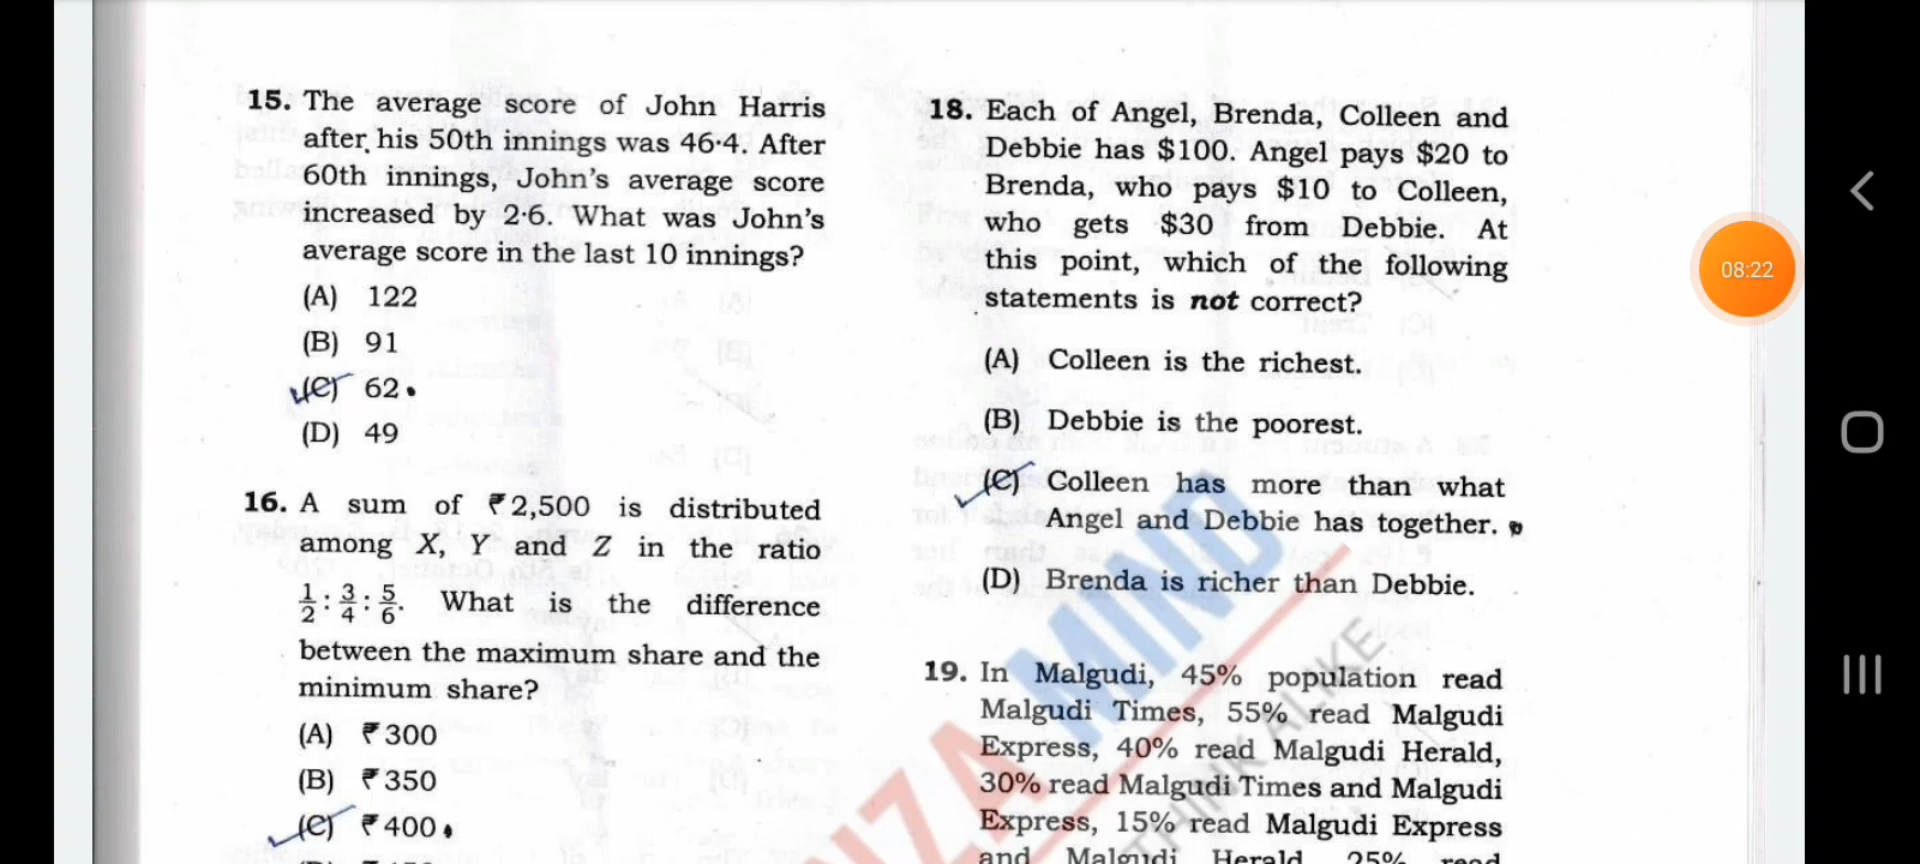 15. The average score of John Harris
after his 50th innings was 46·4. After
60th innings, John's average score
increased by 2·6. What was John's
average score in the last 10 innings?
(A) 122
(B) 91
(C) 62
(D) 49
16. A sum of ₹2,500 is distributed
among X, Y and Z in the ratio
1/2 : 3/4 : 5/6. What is the difference
between the maximum share and the
minimum share?
(A) ₹300
(B) ₹350
(C) ₹400
18. Each of Angel, Brenda, Colleen and
Debbie has $100. Angel pays $20 to
Brenda, who pays $10 to Colleen,
who gets $30 from Debbie. At
this point, which of the following
statements is not correct?
(A) Colleen is the richest.
(B) Debbie is the poorest.
(C) Colleen has more than what
Angel and Debbie has together.
(D) Brenda is richer than Debbie.
19. In Malgudi, 45% population read
Malgudi Times, 55% read Malgudi
Express, 40% read Malgudi Herald,
30% read Malgudi Times and Malgudi
Express, 15% read Malgudi Express
and Malgudi Herald, 25% read
MIND
THINK ALIKE
08:22